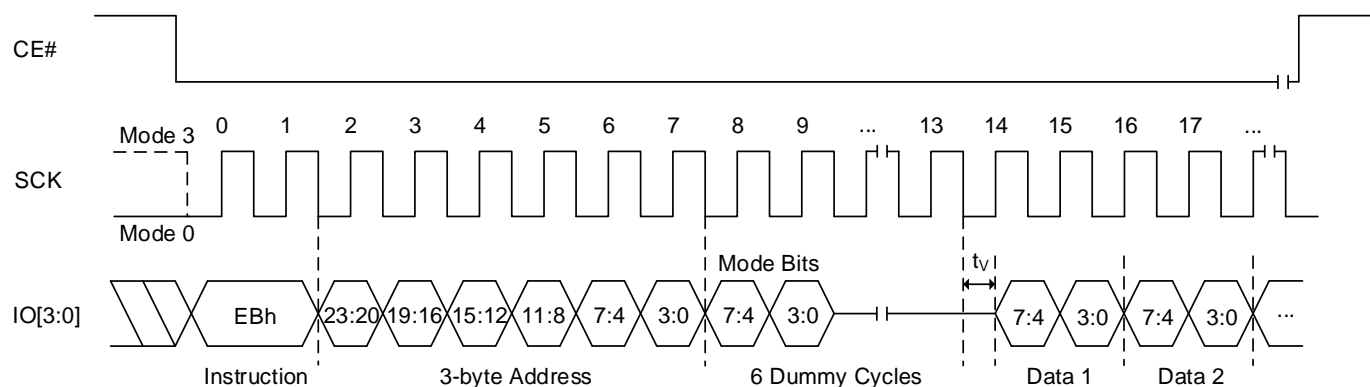 CE#
0 1 2 3 4 5 6 7 8 9 ... 13 14 15 16 17 ...
Mode 3
SCK
Mode 0
Mode Bits
tV
IO[3:0]
EBh 23:20 19:16 15:12 11:8 7:4 3:0 7:4 3:0 7:4 3:0 7:4 3:0 ...
Instruction 3-byte Address 6 Dummy Cycles Data 1 Data 2